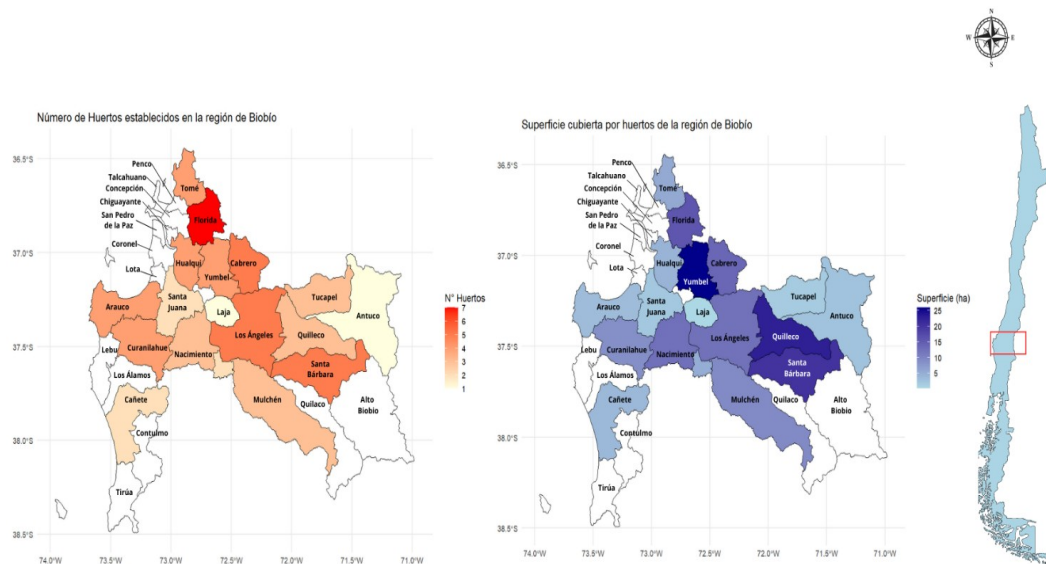 N
W
E
S
Número de Huertos establecidos en la región de Biobío
36.5°S
37.0°S
37.5°S
38.0°S
38.5°S
Penco
Talcahuano
Concepción
Chiguayante
San Pedro
de la Paz
Coronel
Lota
Tomé
Florida
Hualqui
Yumbel
Cabrero
Arauco
Santa
Juana
Laja
Tucapel
Antuco
Los Ángeles
Quilleco
Curanilahue
Nacimiento
Lebu
Los Álamos
Santa
Bárbara
Cañete
Mulchén
Quilaco
Alto
Biobio
Contulmo
Tirúa
N° Huertos
7
6
5
4
3
2
1
74.0°W
73.5°W
73.0°W
72.5°W
72.0°W
71.5°W
71.0°W
Superficie cubierta por huertos de la región de Biobío
36.5°S
37.0°S
37.5°S
38.0°S
38.5°S
Penco
Talcahuano
Concepción
Chiguayante
San Pedro
de la Paz
Coronel
Lota
Tomé
Florida
Hualqui
Yumbel
Cabrero
Arauco
Santa
Juana
Laja
Tucapel
Antuco
Los Ángeles
Quilleco
Curanilahue
Nacimiento
Lebu
Los Álamos
Santa
Bárbara
Cañete
Mulchén
Quilaco
Alto
Biobio
Contulmo
Tirúa
Superficie (ha)
25
20
15
10
5
74.0°W
73.5°W
73.0°W
72.5°W
72.0°W
71.5°W
71.0°W